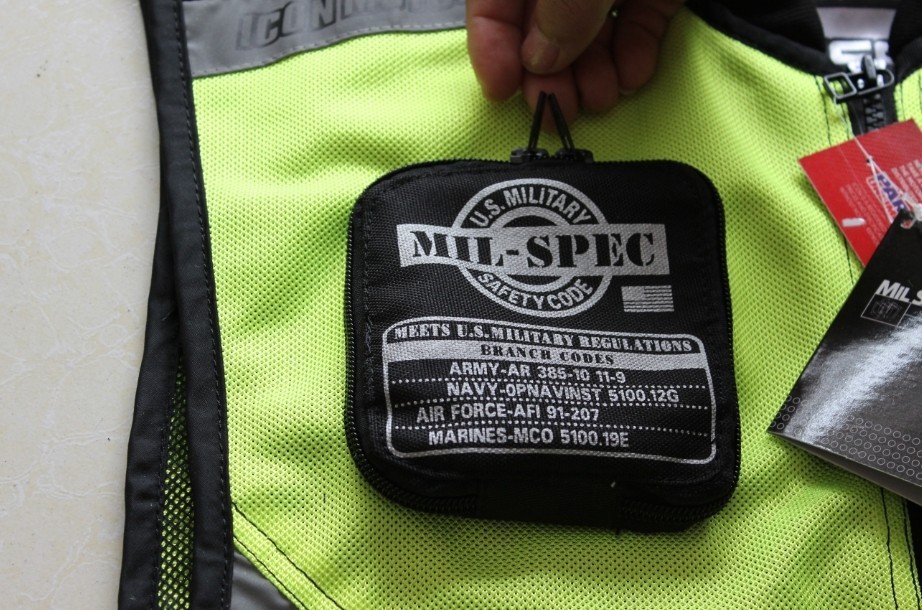 ICON
U.S. MILITARY
MIL-SPEC
SAFETY CODE
MEETS U.S. MILITARY REGULATIONS
BRANCH CODES
ARMY-AR 385-10 11-9
NAVY-OPNAVINST 5100.12G
AIR FORCE-AFI 91-207
MARINES-MCO 5100.19E